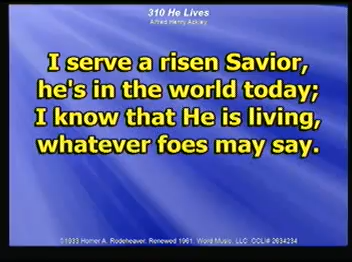 310 He Lives
Alfred Henry Ackley
I serve a risen Savior,
he's in the world today;
I know that He is living,
whatever foes may say.
©1933 Homer A. Rodeheaver. Renewed 1961. Word Music, LLC CCLI# 2634234